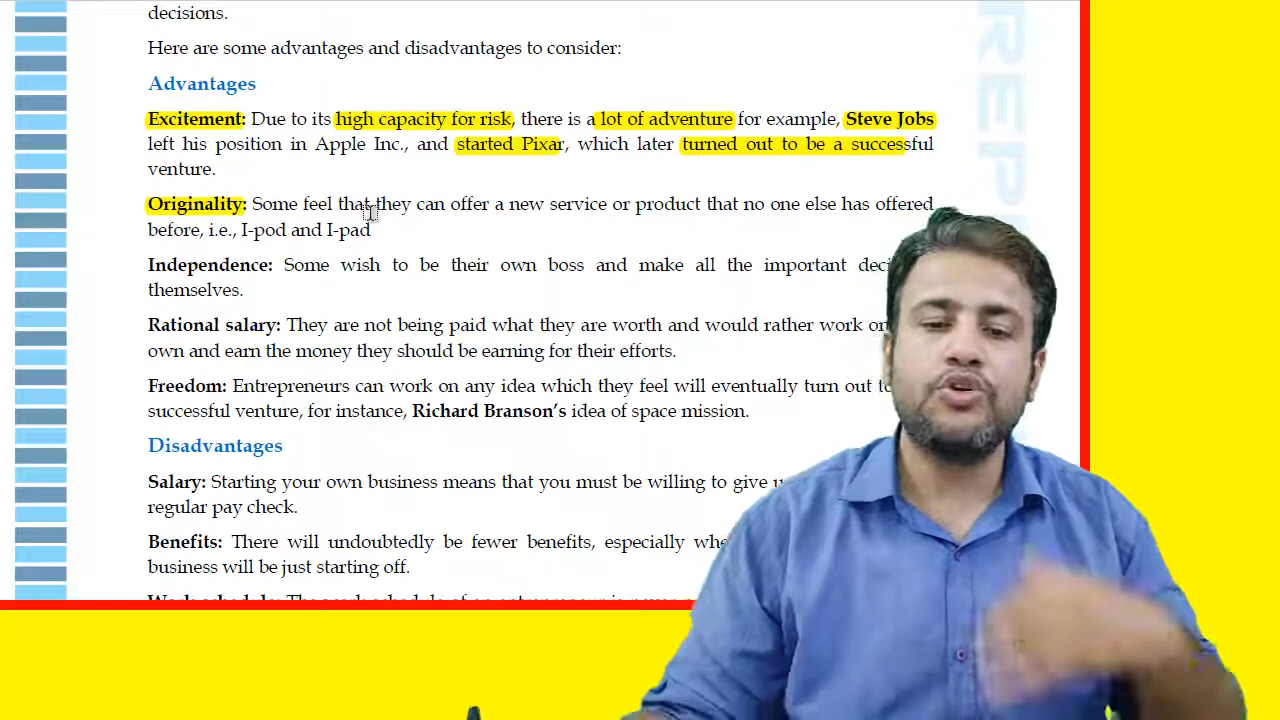 decisions.
Here are some advantages and disadvantages to consider:
Advantages
Excitement: Due to its high capacity for risk, there is a lot of adventure for example, Steve Jobs
left his position in Apple Inc., and started Pixar, which later turned out to be a successful
venture.
Originality: Some feel that they can offer a new service or product that no one else has offered
before, i.e., I-pod and I-pad
Independence: Some wish to be their own boss and make all the important
themselves.
Rational salary: They are not being paid what they are worth and would rather work on
own and earn the money they should be earning for their efforts.
Freedom: Entrepreneurs can work on any idea which they feel will eventually turn out
successful venture, for instance, Richard Branson's idea of space mission.
Disadvantages
Salary: Starting your own business means that you must be willing to give
regular pay check.
Benefits: There will undoubtedly be fewer benefits, especially
business will be just starting off.